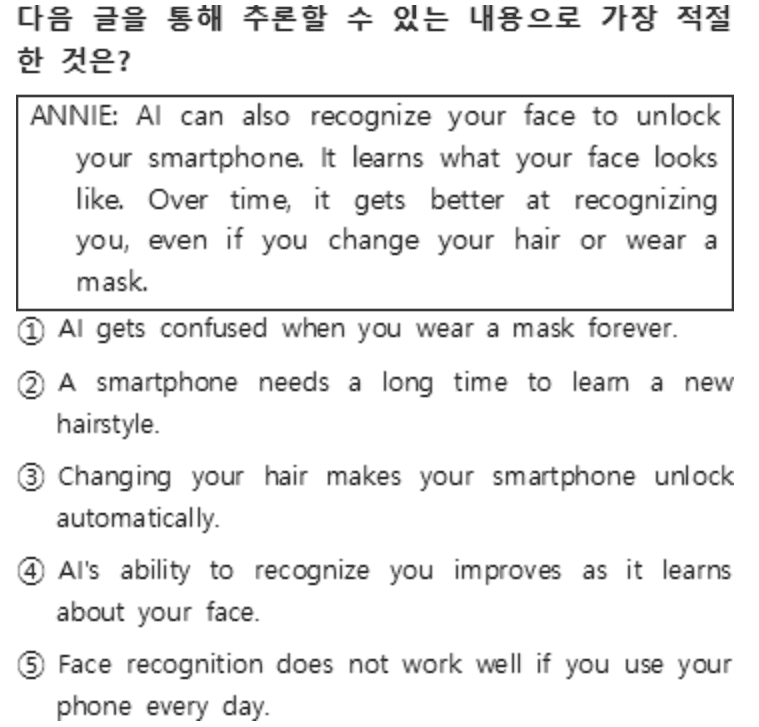 다음 글을 통해 추론할 수 있는 내용으로 가장 적절
한 것은?
ANNIE: AI can also recognize your face to unlock
your smartphone. It learns what your face looks
like. Over time, it gets better at recognizing
you, even if you change your hair or wear a
mask.
① AI gets confused when you wear a mask forever.
② A smartphone needs a long time to learn a new
hairstyle.
③ Changing your hair makes your smartphone unlock
automatically.
④ AI's ability to recognize you improves as it learns
about your face.
⑤ Face recognition does not work well if you use your
phone every day.